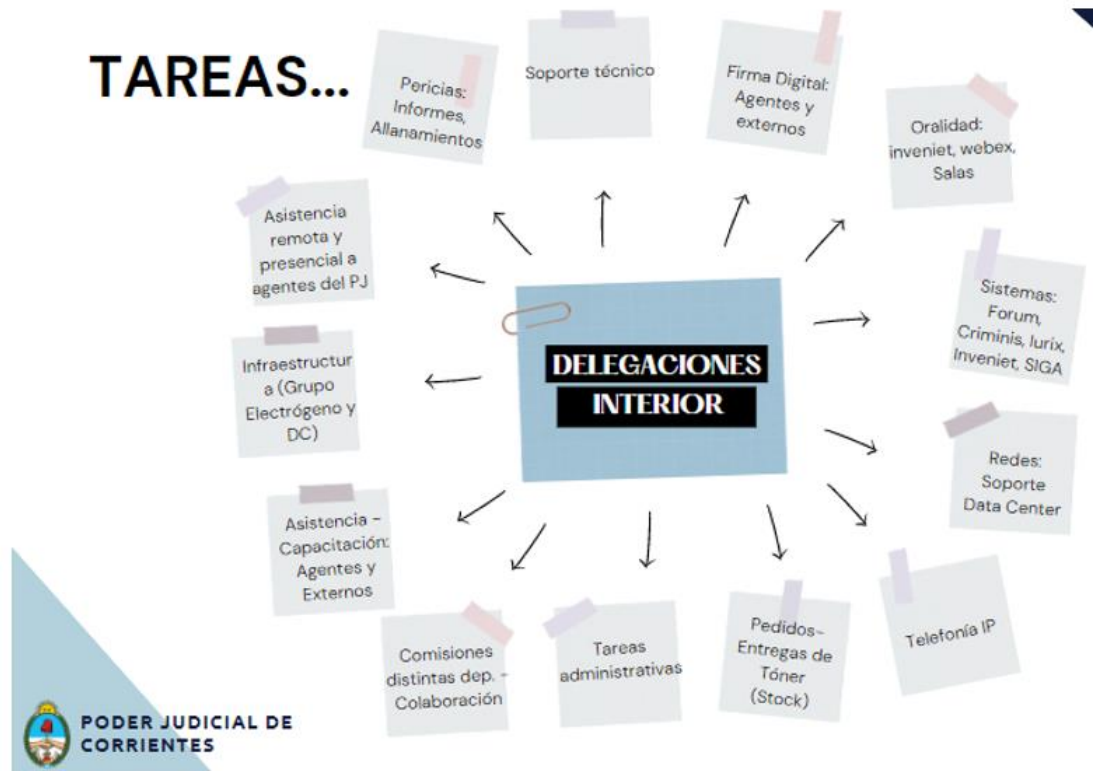 TAREAS...
Pericias:
Informes,
Allanamientos
Soporte técnico
Firma Digital:
Agentes y
externos
Oralidad:
inveniet, webex,
Salas
Asistencia
remota y
presencial a
agentes del PJ
Sistemas:
Forum,
Criminis, Iurix,
Inveniet, SIGA
Infraestructur
a (Grupo
Electrógeno y
DC)
DELEGACIONES
INTERIOR
Redes:
Soporte
Data Center
Asistencia -
Capacitación:
Agentes y
Externos
Comisiones
distintas dep. -
Colaboración
Tareas
administrativas
Pedidos-
Entregas de
Tóner
(Stock)
Telefonía IP
PODER JUDICIAL DE
CORRIENTES